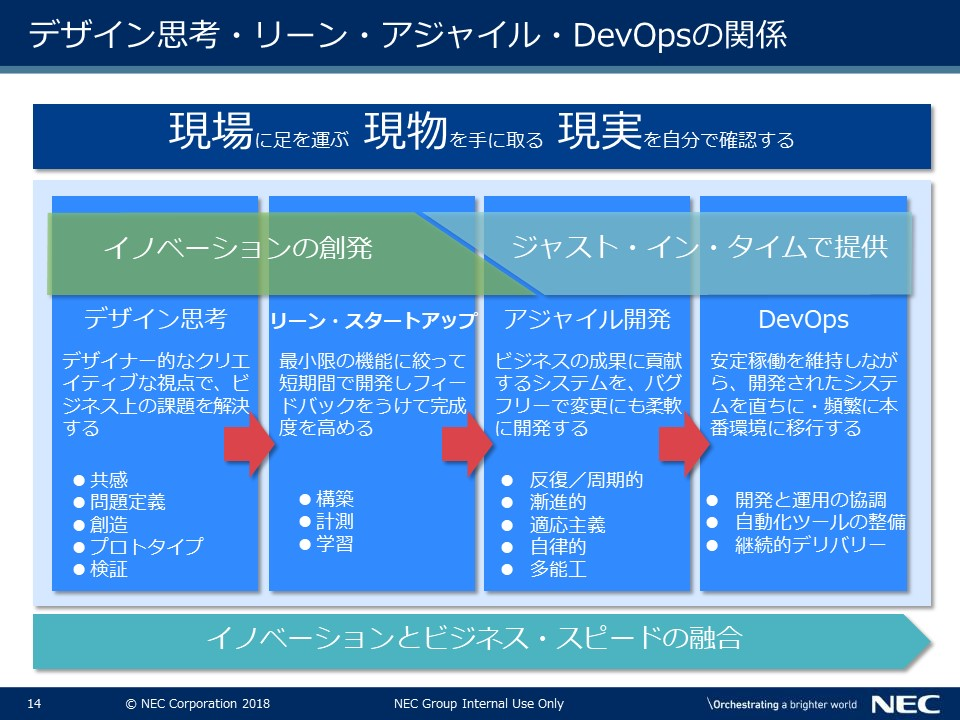 デザイン思考・リーン・アジャイル・DevOpsの関係
現場に足を運ぶ 現物を手に取る 現実を自分で確認する
イノベーションの創発
ジャスト・イン・タイムで提供
デザイン思考
デザイナー的なクリエ
イティブな視点で、ビ
ジネス上の課題を解決
する
● 共感
● 問題定義
● 創造
● プロトタイプ
● 検証
リーン・スタートアップ
最小限の機能に絞って
短期間で開発しフィー
ドバックをうけて完成
度を高める
● 構築
● 計測
● 学習
アジャイル開発
ビジネスの成果に貢献
するシステムを、バグ
フリーで変更にも柔軟
に開発する
● 反復／周期的
● 漸進的
● 適応主義
● 自律的
● 多能工
DevOps
安定稼働を維持しなが
ら、開発されたシステ
ムを直ちに・頻繁に本
番環境に移行する
● 開発と運用の協調
● 自動化ツールの整備
● 継続的デリバリー
イノベーションとビジネス・スピードの融合
14 © NEC Corporation 2018 NEC Group Internal Use Only \Orchestrating a brighter world NEC